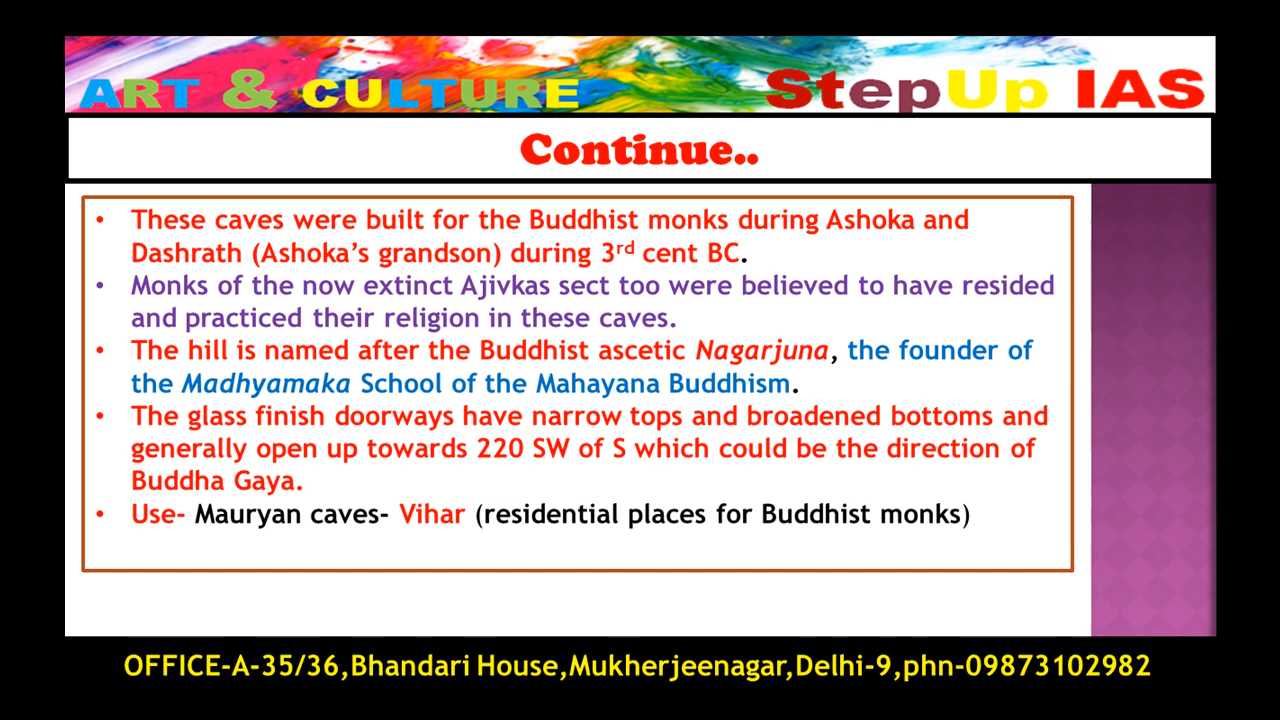 ART & CULTURE StepUp IAS
Continue..
• These caves were built for the Buddhist monks during Ashoka and
Dashrath (Ashoka's grandson) during 3rd cent BC.
• Monks of the now extinct Ajivkas sect too were believed to have resided
and practiced their religion in these caves.
• The hill is named after the Buddhist ascetic Nagarjuna, the founder of
the Madhyamaka School of the Mahayana Buddhism.
• The glass finish doorways have narrow tops and broadened bottoms and
generally open up towards 220 SW of S which could be the direction of
Buddha Gaya.
• Use- Mauryan caves- Vihar (residential places for Buddhist monks)
OFFICE-A-35/36,Bhandari House,Mukherjeenagar,Delhi-9,phn-09873102982